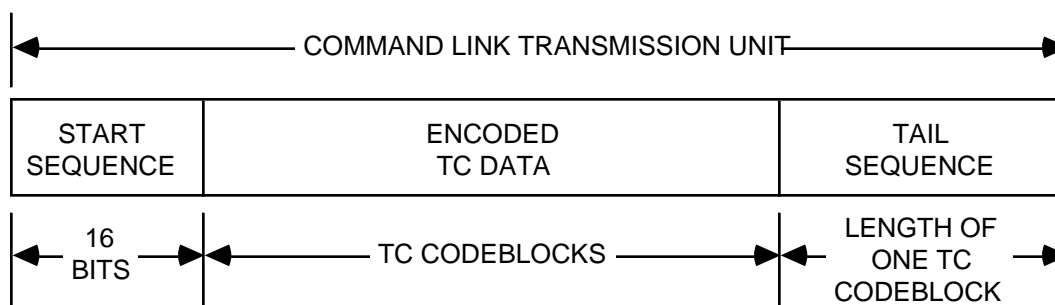 COMMAND LINK TRANSMISSION UNIT
START
SEQUENCE
ENCODED
TC DATA
TAIL
SEQUENCE
16
BITS
TC CODEBLOCKS
LENGTH OF
ONE TC
CODEBLOCK